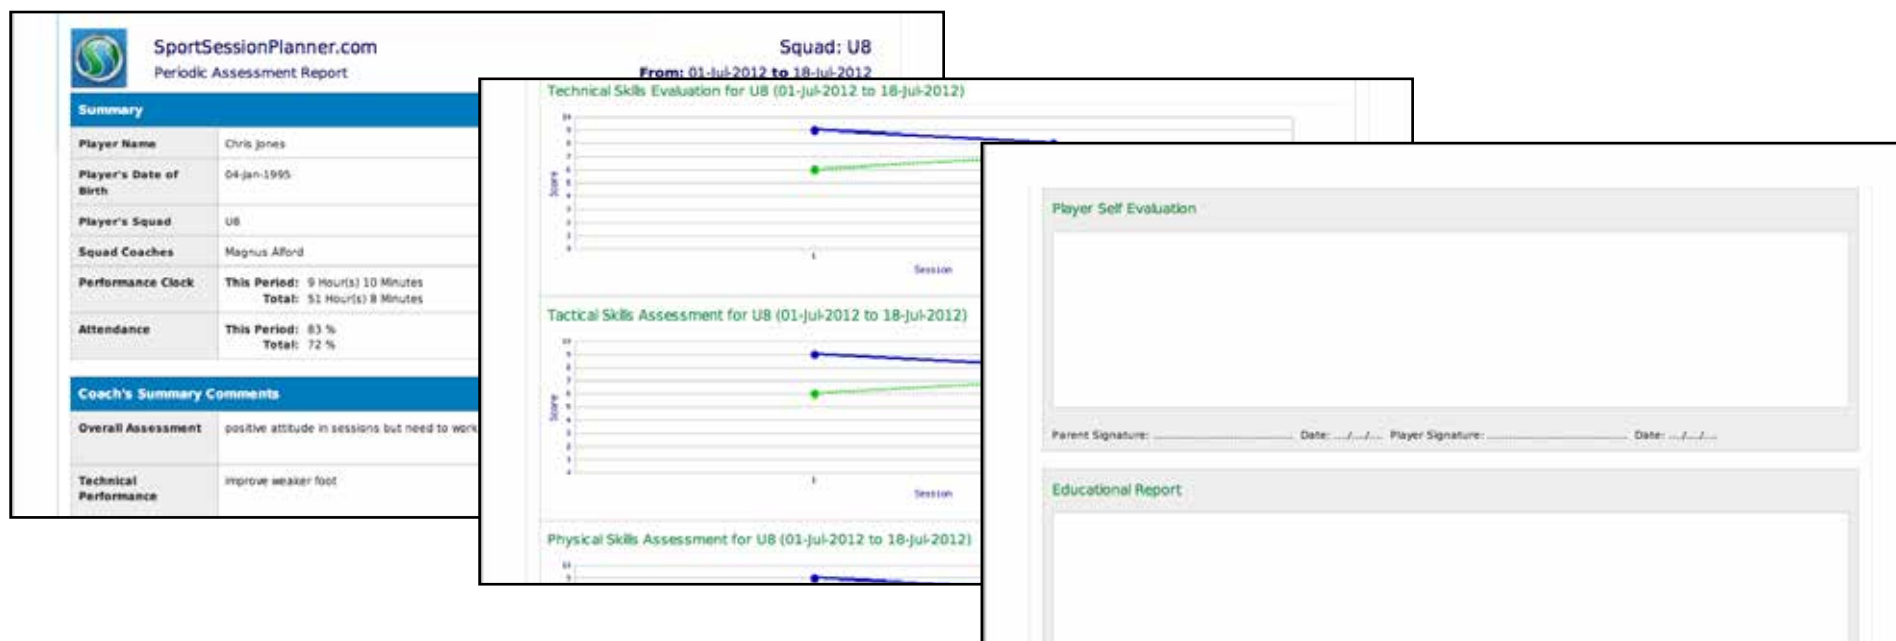 SportSessionPlanner.com
Periodic Assessment Report
Squad: U8
From: 01-Jul-2012 to 18-Jul-2012
Summary
Player Name Chris Jones
Player's Date of Birth 04-Jan-1995
Player's Squad U8
Squad Coaches Magnus Alford
Performance Clock This Period: 9 Hour(s) 10 Minutes
Total: 51 Hour(s) 8 Minutes
Attendance This Period: 83 %
Total: 72 %
Coach's Summary Comments
Overall Assessment positive attitude in sessions but need to work
Technical Performance improve weaker foot
Technical Skills Evaluation for U8 (01-Jul-2012 to 18-Jul-2012)
Score
1
Session
Tactical Skills Assessment for U8 (01-Jul-2012 to 18-Jul-2012)
Score
1
Session
Physical Skills Assessment for U8 (01-Jul-2012 to 18-Jul-2012)
Player Self Evaluation
Parent Signature: Date: .../.../... Player Signature: Date: .../.../...
Educational Report